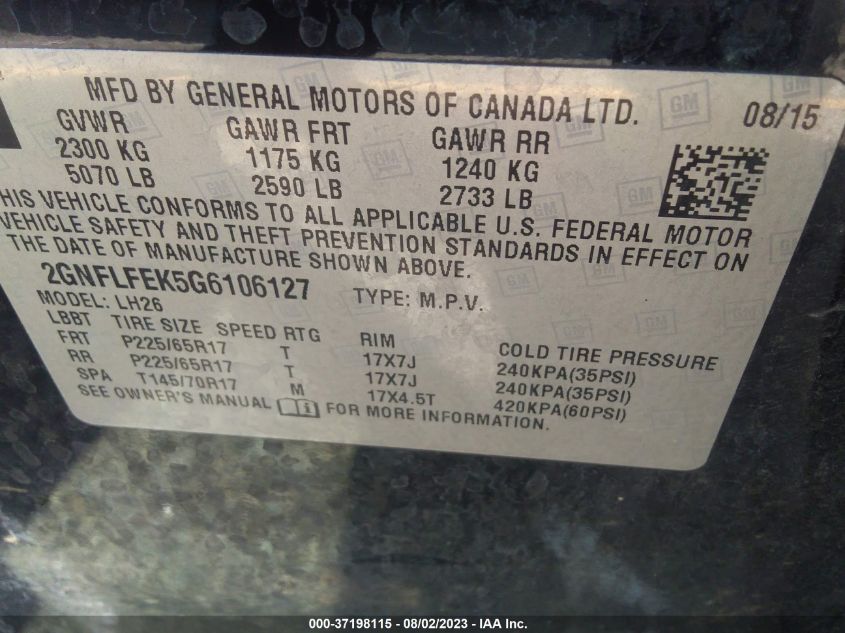 MFD BY GENERAL MOTORS OF CANADA LTD. 08/15
GVWR GAWR FRT GAWR RR
2300 KG 1175 KG 1240 KG
5070 LB 2590 LB 2733 LB
HIS VEHICLE CONFORMS TO ALL APPLICABLE U.S. FEDERAL MOTOR
VEHICLE SAFETY AND THEFT PREVENTION STANDARDS IN EFFECT ON
THE DATE OF MANUFACTURE SHOWN ABOVE.
2GNFLFEK5G6106127 TYPE: M.P.V.
MODEL: LH26
LBBT TIRE SIZE SPEED RTG RIM COLD TIRE PRESSURE
FRT P225/65R17 T 17X7J 240KPA(35PSI)
RR P225/65R17 T 17X7J 240KPA(35PSI)
SPA T145/70R17 M 17X4.5T 420KPA(60PSI)
SEE OWNER'S MANUAL FOR MORE INFORMATION.
000-37198115 - 08/02/2023 - IAA Inc.